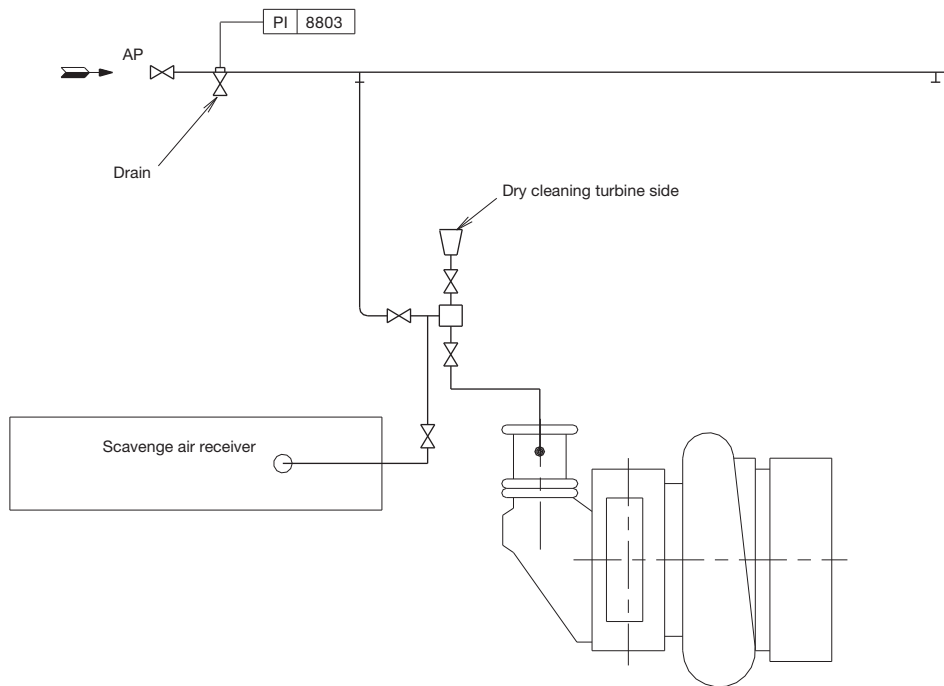 PI 8803
AP
Drain
Dry cleaning turbine side
Scavenge air receiver